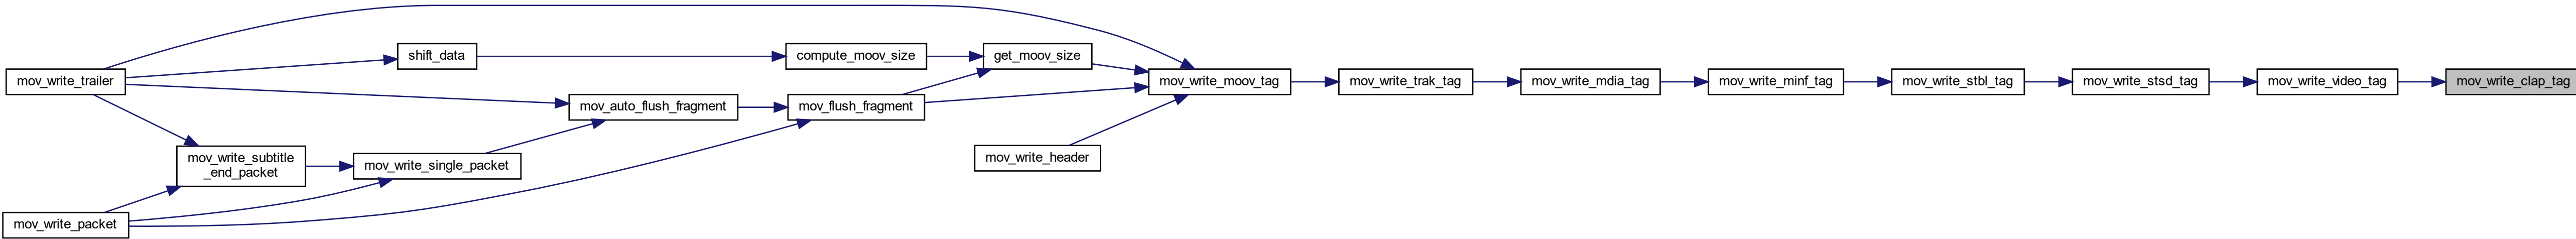 mov_write_trailer
shift_data
compute_moov_size
get_moov_size
mov_auto_flush_fragment
mov_flush_fragment
mov_write_subtitle
_end_packet
mov_write_single_packet
mov_write_packet
mov_write_header
mov_write_moov_tag
mov_write_trak_tag
mov_write_mdia_tag
mov_write_minf_tag
mov_write_stbl_tag
mov_write_stsd_tag
mov_write_video_tag
mov_write_clap_tag